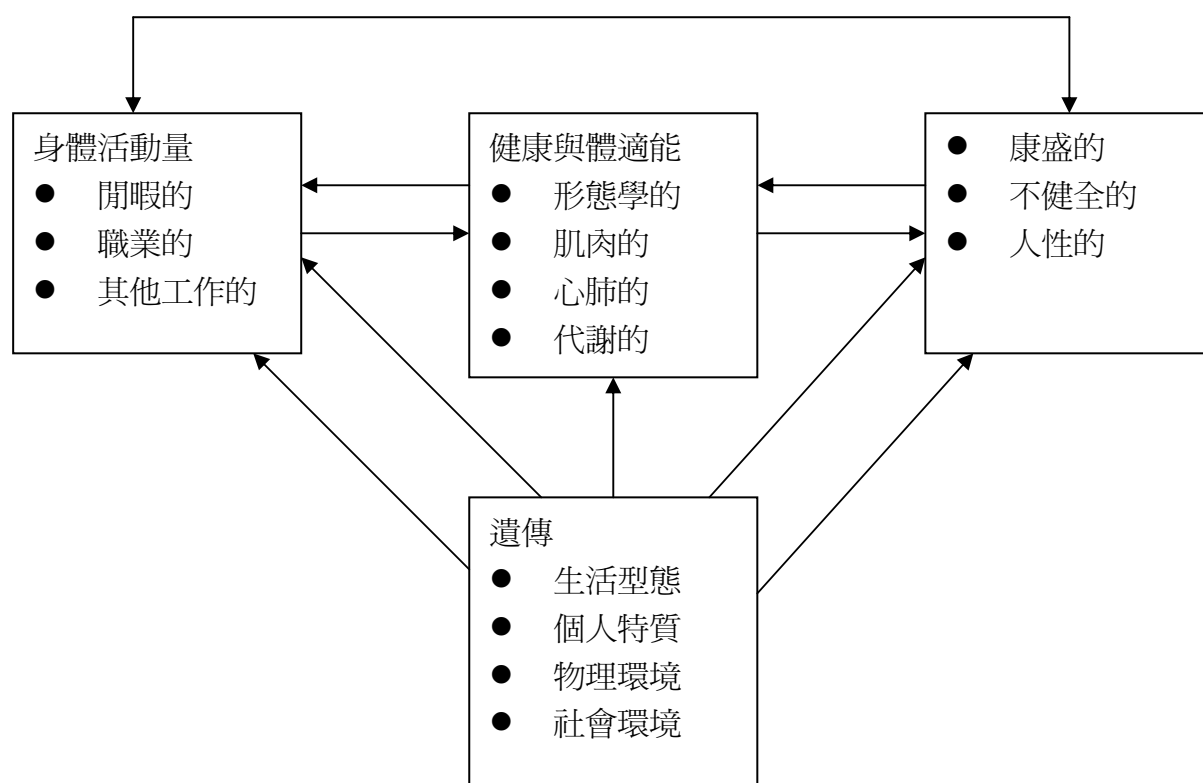 身體活動量
● 閒暇的
● 職業的
● 其他工作的
健康與體適能
● 形態學的
● 肌肉的
● 心肺的
● 代謝的
● 康盛的
● 不健全的
● 人性的
遺傳
● 生活型態
● 個人特質
● 物理環境
● 社會環境